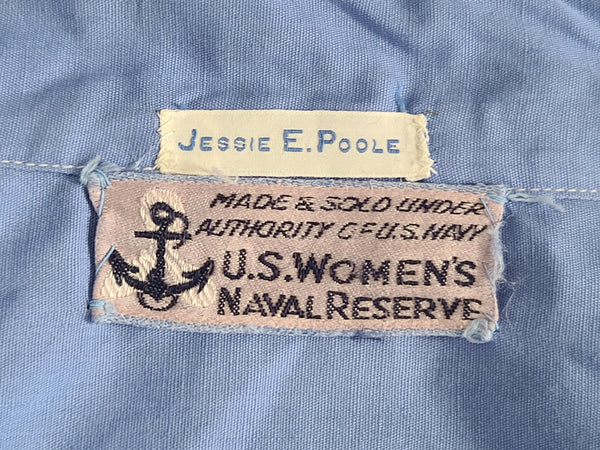 JESSIE E. POOLE
MADE & SOLD UNDER
AUTHORITY OF U.S. NAVY
U.S. WOMEN'S
NAVAL RESERVE